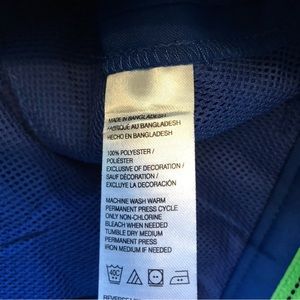 MADE IN BANGLADESH
FABRIQUÉ AU BANGLADESH
HECHO EN BANGLADESH
100% POLYESTER /
POLIÉSTER
EXCLUSIVE OF DECORATION /
SAUF DÉCORATION /
EXCLUYE LA DECORACIÓN
MACHINE WASH WARM
PERMANENT PRESS CYCLE
ONLY NON-CHLORINE
BLEACH WHEN NEEDED
TUMBLE DRY MEDIUM
PERMANENT PRESS
IRON MEDIUM IF NEEDED
40C